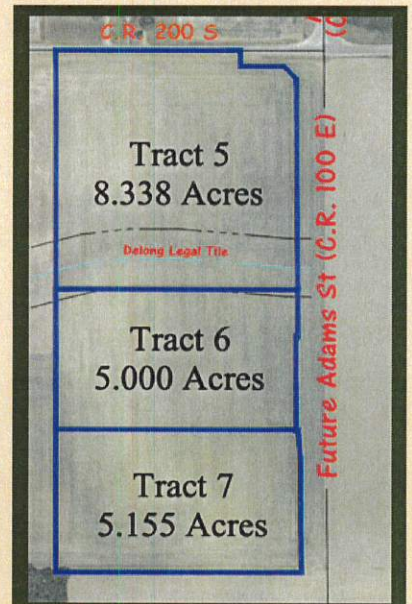 C.R. 200 S
Tract 5
8.338 Acres
Delong Legal Tile
Tract 6
5.000 Acres
Tract 7
5.155 Acres
Future Adams St (C.R. 100 E)